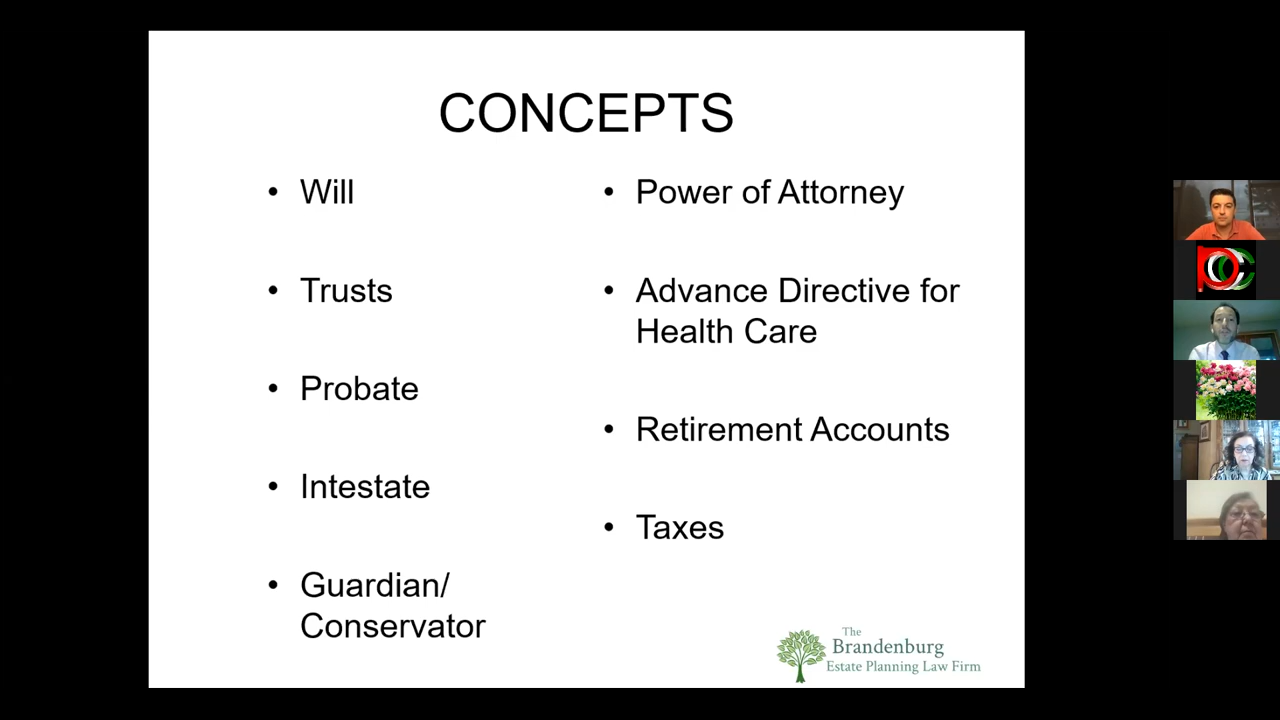 CONCEPTS
• Will
• Trusts
• Probate
• Intestate
• Guardian/
Conservator
• Power of Attorney
• Advance Directive for
Health Care
• Retirement Accounts
• Taxes
The
Brandenburg
Estate Planning Law Firm